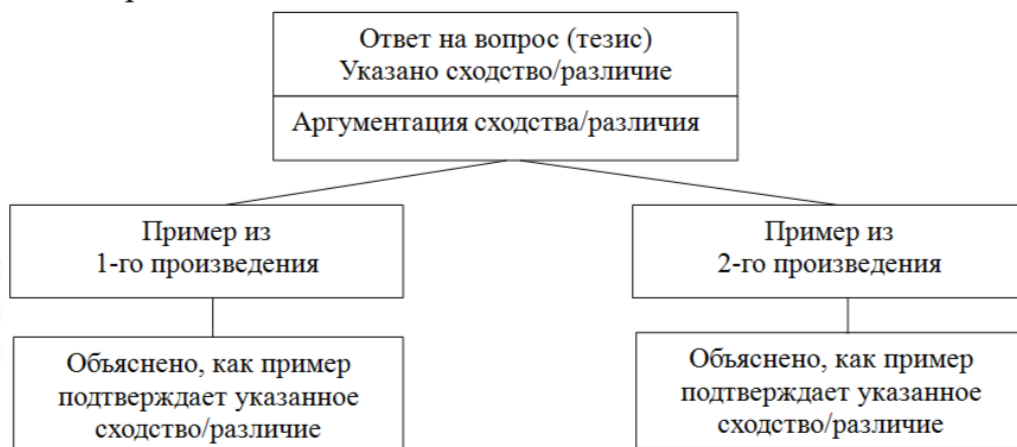 Ответ на вопрос (тезис)
Указано сходство/различие
Аргументация сходства/различия
Пример из
1-го произведения
Пример из
2-го произведения
Объяснено, как пример
подтверждает указанное
сходство/различие
Объяснено, как пример
подтверждает указанное
сходство/различие